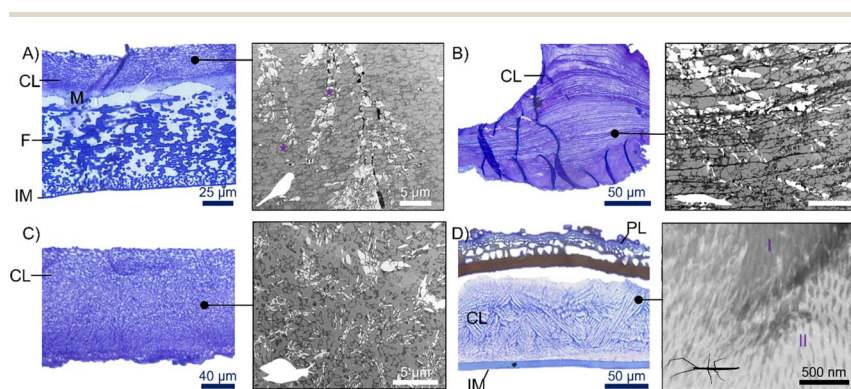 A)
CL
M
F
IM
25 µm
5 µm
B)
CL
50 µm
C)
CL
40 µm
5 µm
D)
PL
CL
IM
50 µm
I
II
500 nm